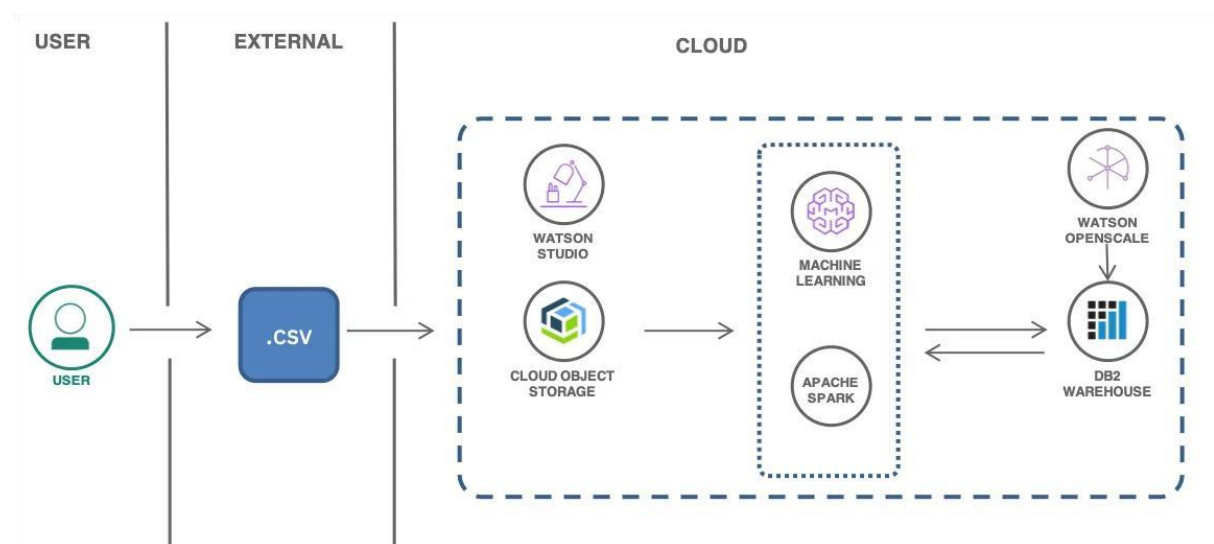 USER
EXTERNAL
CLOUD
WATSON
STUDIO
MACHINE
LEARNING
WATSON
OPENSCALE
USER
.CSV
CLOUD OBJECT
STORAGE
APACHE
SPARK
DB2
WAREHOUSE